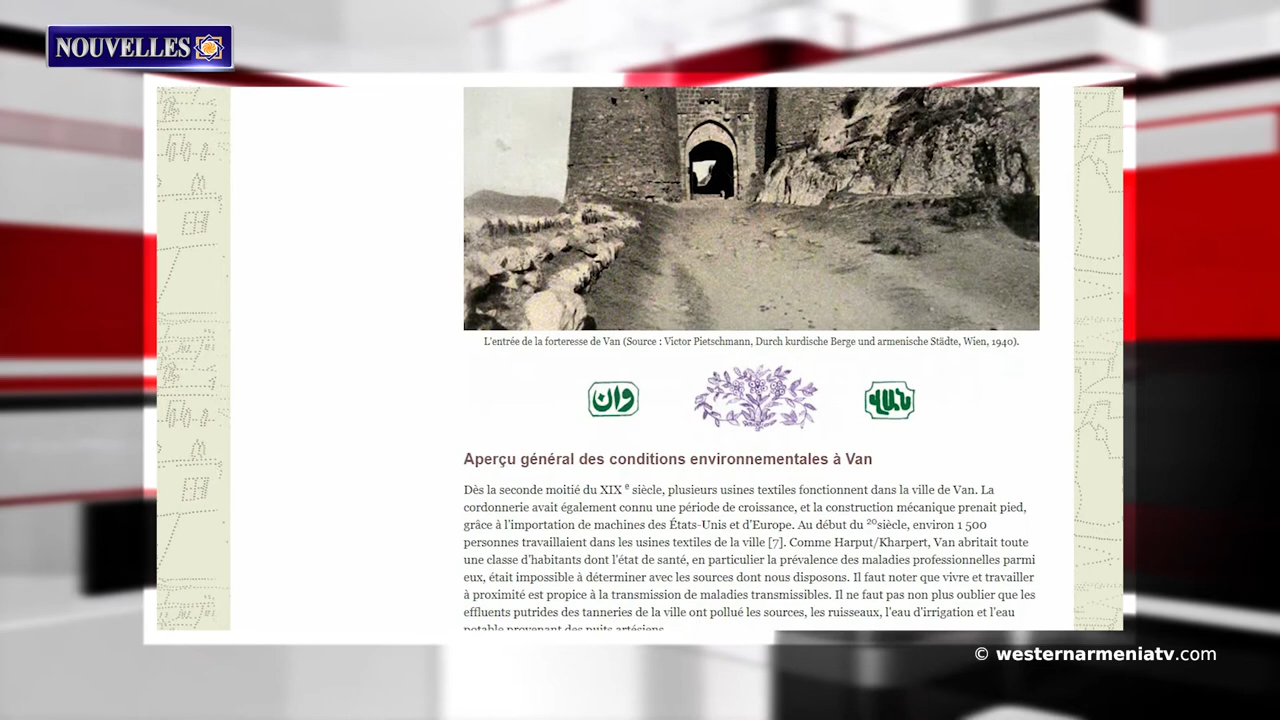 NOUVELLES
L'entrée de la forteresse de Van (Source : Victor Pietschmann, Durch kurdische Berge und armenische Städte, Wien, 1940).
وان
ՎԱՆ
Aperçu général des conditions environnementales à Van
Dès la seconde moitié du XIX e siècle, plusieurs usines textiles fonctionnent dans la ville de Van. La
cordonnerie avait également connu une période de croissance, et la construction mécanique prenait pied,
grâce à l'importation de machines des États-Unis et d'Europe. Au début du 20siècle, environ 1 500
personnes travaillaient dans les usines textiles de la ville [7]. Comme Harput/Kharpert, Van abritait toute
une classe d'habitants dont l'état de santé, en particulier la prévalence des maladies professionnelles parmi
eux, était impossible à déterminer avec les sources dont nous disposons. Il faut noter que vivre et travailler
à proximité est propice à la transmission de maladies transmissibles. Il ne faut pas non plus oublier que les
effluents putrides des tanneries de la ville ont pollué les sources, les ruisseaux, l'eau d'irrigation et l'eau
potable provenant des puits artésiens.
© westernarmeniatv.com